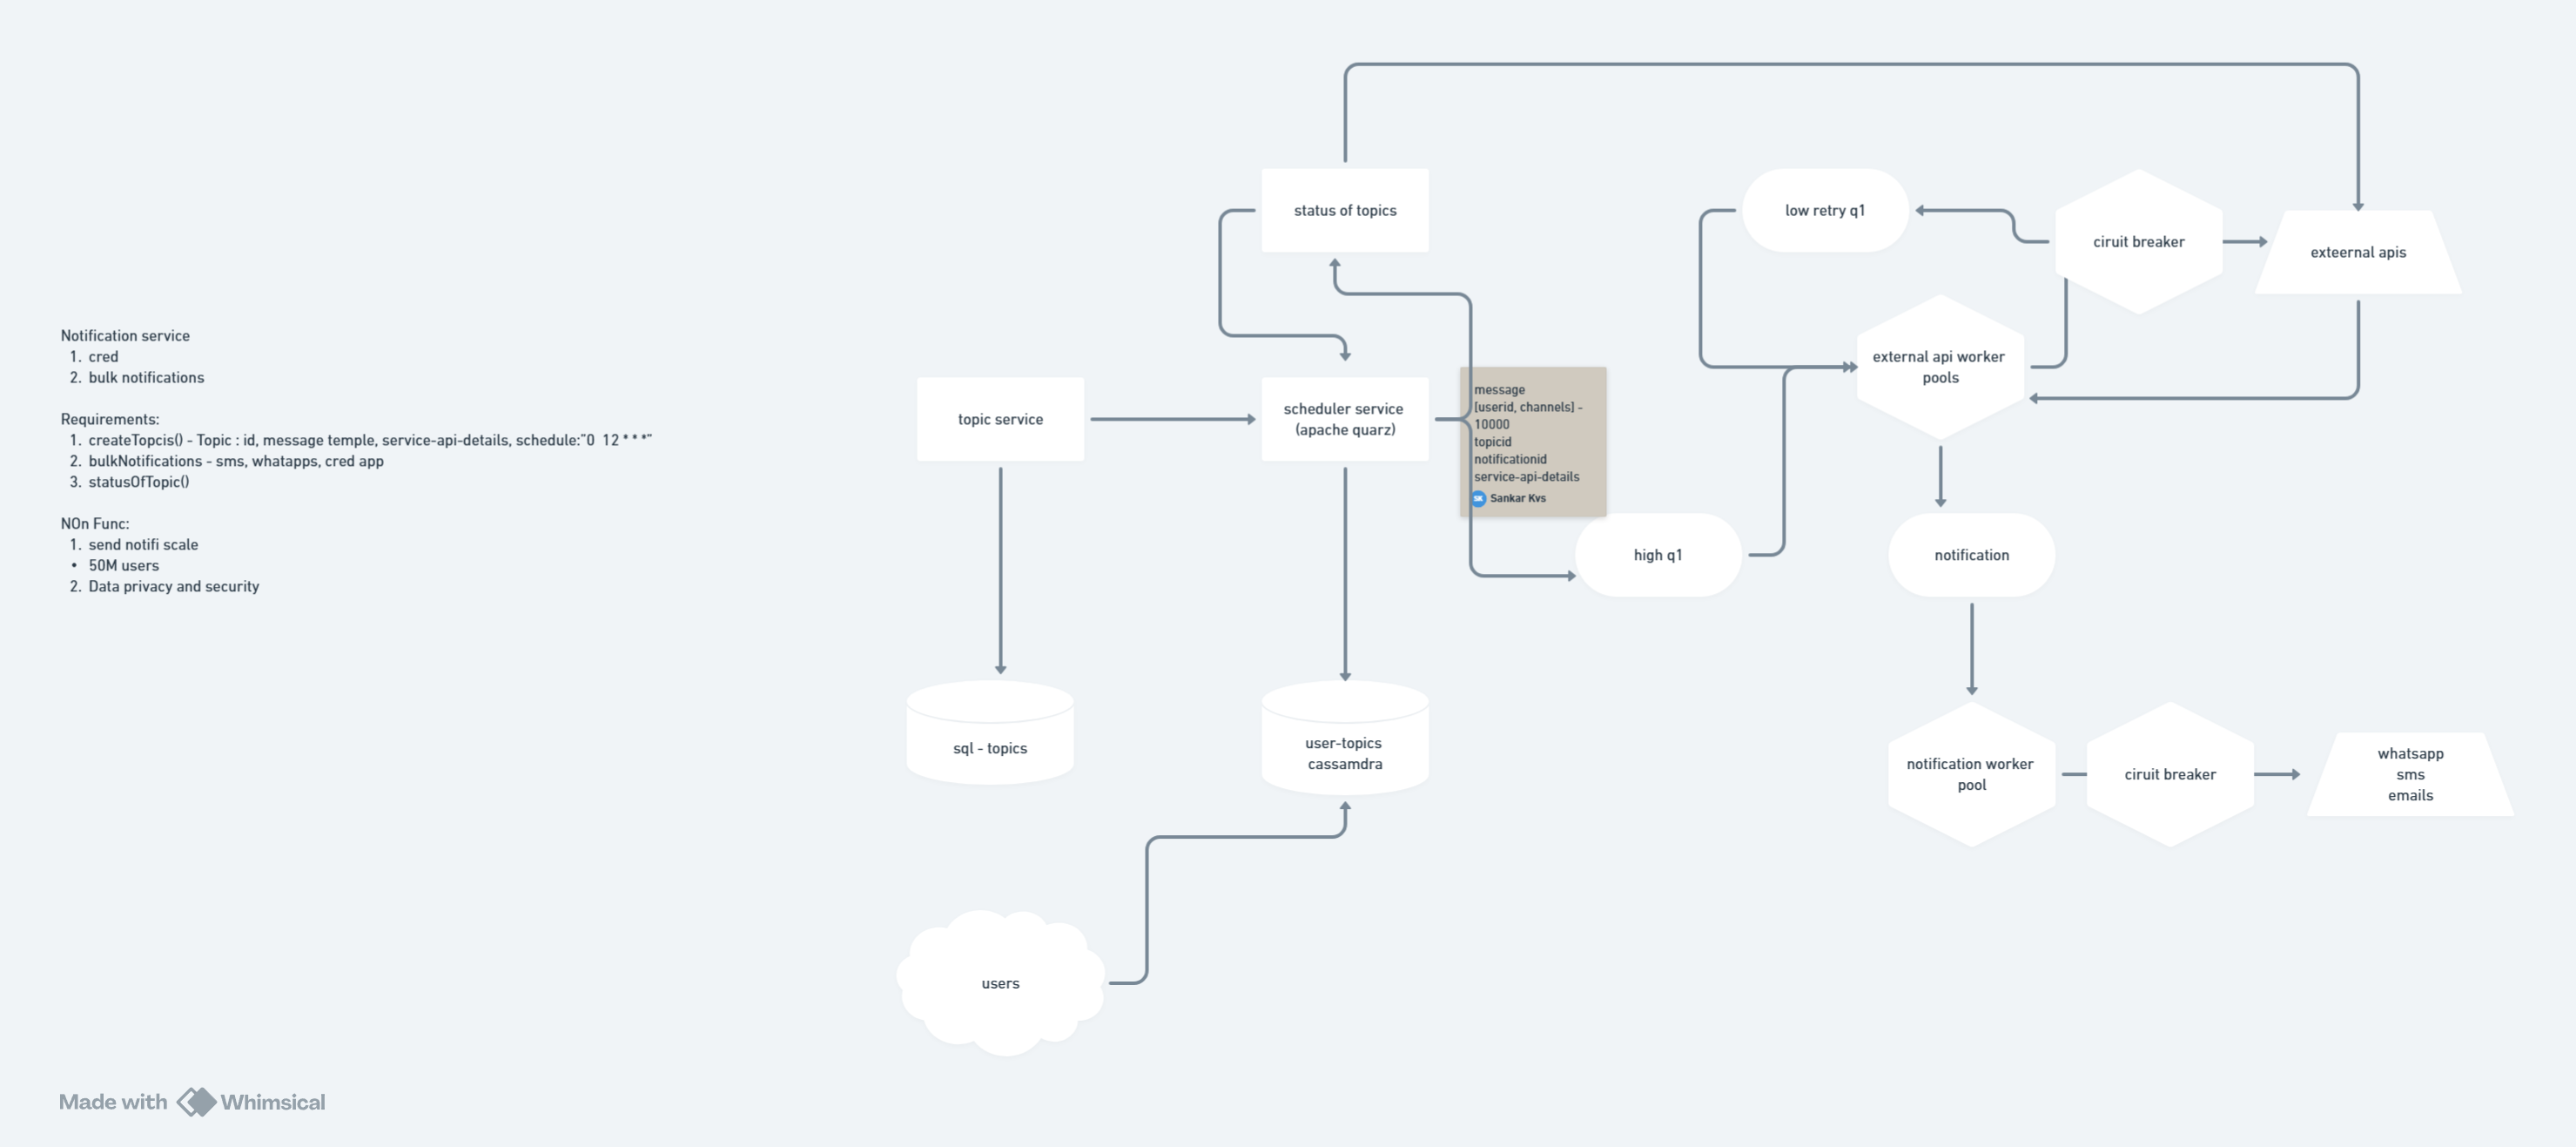 Notification service
1. cred
2. bulk notifications
Requirements:
1. createTopcis() - Topic : id, message temple, service-api-details, schedule:"0 12 * * *"
2. bulkNotifications - sms, whatapps, cred app
3. statusOfTopic()
NOn Func:
1. send notifi scale
• 50M users
2. Data privacy and security
status of topics
topic service
scheduler service
(apache quarz)
message
[userid, channels] -
10000
topicid
notificationid
service-api-details
SK Sankar Kvs
low retry q1
ciruit breaker
exteernal apis
external api worker
pools
high q1
notification
sql - topics
user-topics
cassamdra
notification worker
pool
ciruit breaker
whatsapp
sms
emails
users
Made with Whimsical